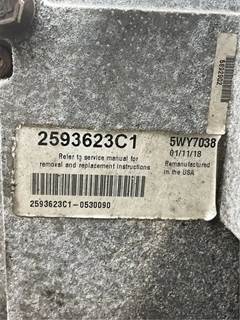 2593623C1
5WY7038
Refer to service manual for
removal and replacement instructions
01/11/18
Remanufactured
in the USA
2593623C1-0530090